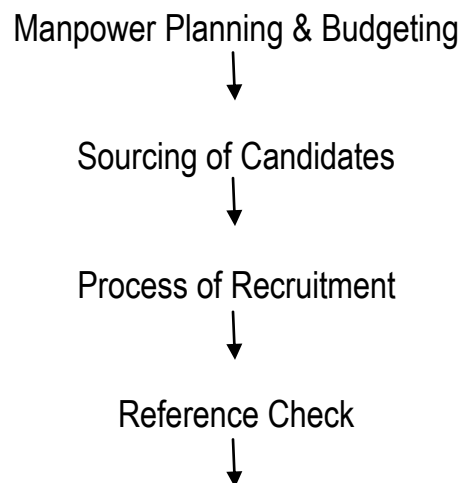 Manpower Planning & Budgeting
Sourcing of Candidates
Process of Recruitment
Reference Check